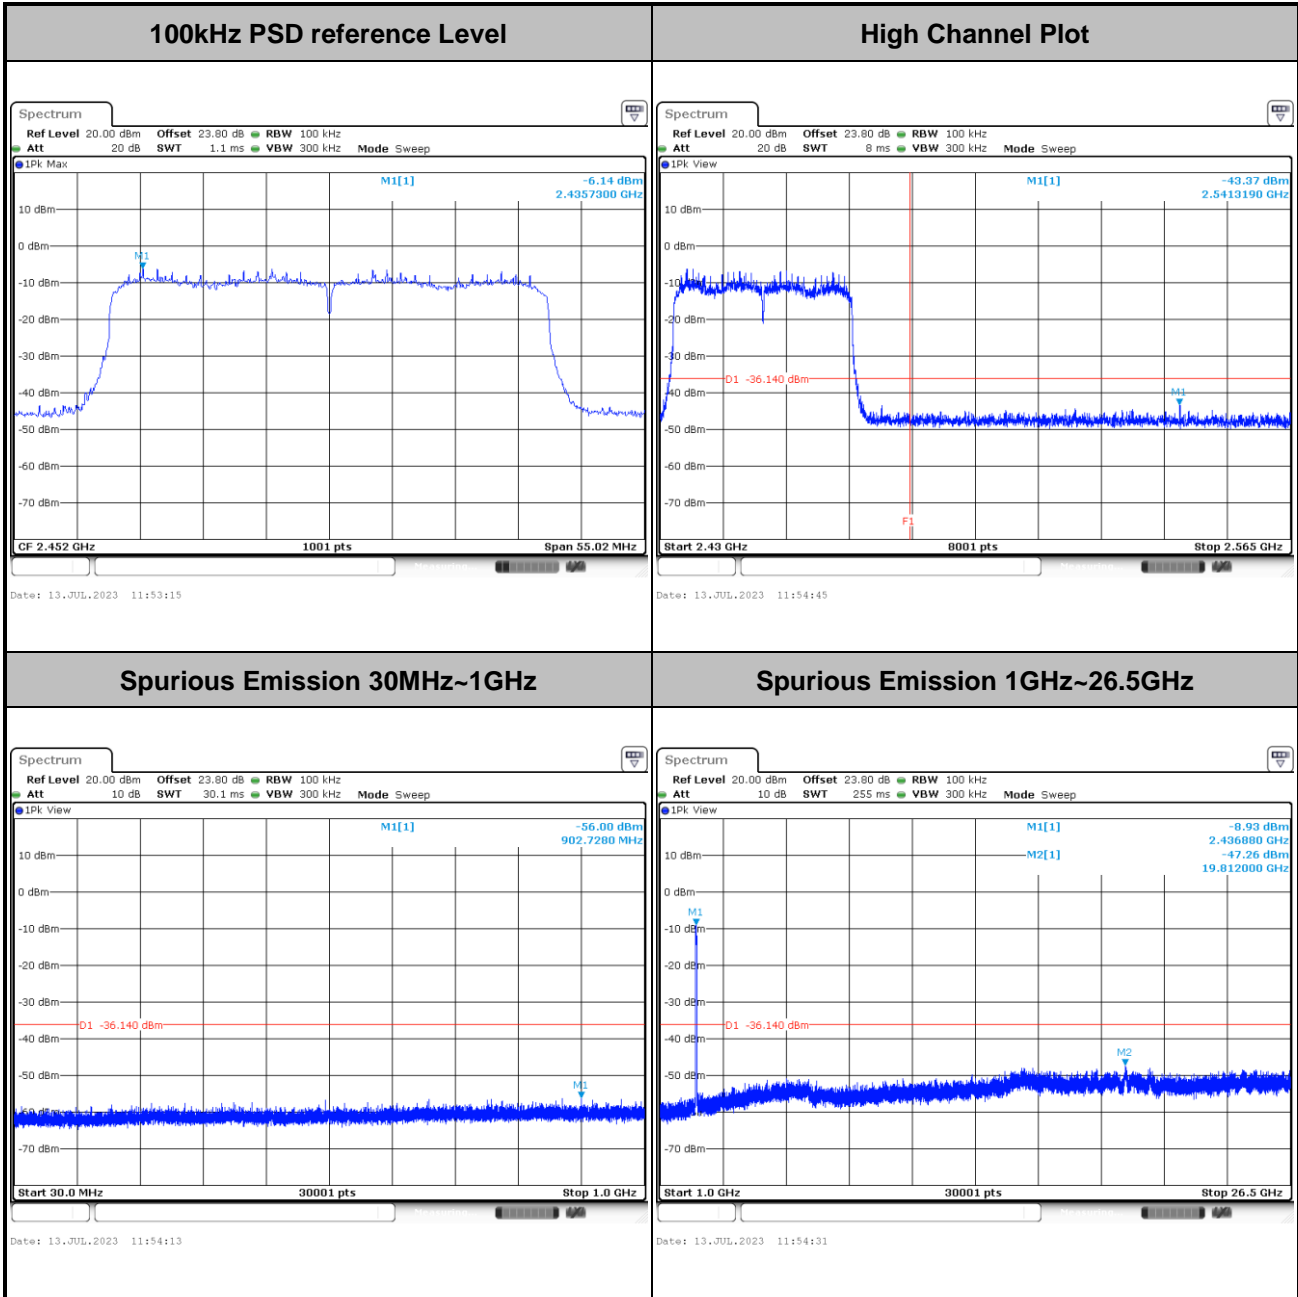 100kHz PSD reference Level
High Channel Plot
Spectrum
Ref Level 20.00 dBm Offset 23.80 dB RBW 100 kHz
Att 20 dB SWT 1.1 ms VBW 300 kHz Mode Sweep
1Pk Max
M1[1] -6.14 dBm
2.4357300 GHz
10 dBm
0 dBm
M1
-10 dBm
-20 dBm
-30 dBm
-40 dBm
-50 dBm
-60 dBm
-70 dBm
CF 2.452 GHz 1001 pts Span 55.02 MHz
Date: 13.JUL.2023 11:53:15
Spectrum
Ref Level 20.00 dBm Offset 23.80 dB RBW 100 kHz
Att 20 dB SWT 8 ms VBW 300 kHz Mode Sweep
1Pk View
M1[1] -43.37 dBm
2.5413190 GHz
10 dBm
0 dBm
-10 dBm
-20 dBm
-30 dBm
D1 -36.140 dBm
-40 dBm
M1
-50 dBm
-60 dBm
-70 dBm
F1
Start 2.43 GHz 8001 pts Stop 2.565 GHz
Date: 13.JUL.2023 11:54:45
Spurious Emission 30MHz~1GHz
Spurious Emission 1GHz~26.5GHz
Spectrum
Ref Level 20.00 dBm Offset 23.80 dB RBW 100 kHz
Att 10 dB SWT 30.1 ms VBW 300 kHz Mode Sweep
1Pk View
M1[1] -56.00 dBm
902.7280 MHz
10 dBm
0 dBm
-10 dBm
-20 dBm
-30 dBm
D1 -36.140 dBm
-40 dBm
-50 dBm
M1
-60 dBm
-70 dBm
Start 30.0 MHz 30001 pts Stop 1.0 GHz
Date: 13.JUL.2023 11:54:13
Spectrum
Ref Level 20.00 dBm Offset 23.80 dB RBW 100 kHz
Att 10 dB SWT 255 ms VBW 300 kHz Mode Sweep
1Pk View
M1[1] -8.93 dBm
2.436880 GHz
10 dBm
M2[1] -47.26 dBm
19.812000 GHz
0 dBm
M1
-10 dBm
-20 dBm
-30 dBm
D1 -36.140 dBm
-40 dBm
M2
-50 dBm
-60 dBm
-70 dBm
Start 1.0 GHz 30001 pts Stop 26.5 GHz
Date: 13.JUL.2023 11:54:31